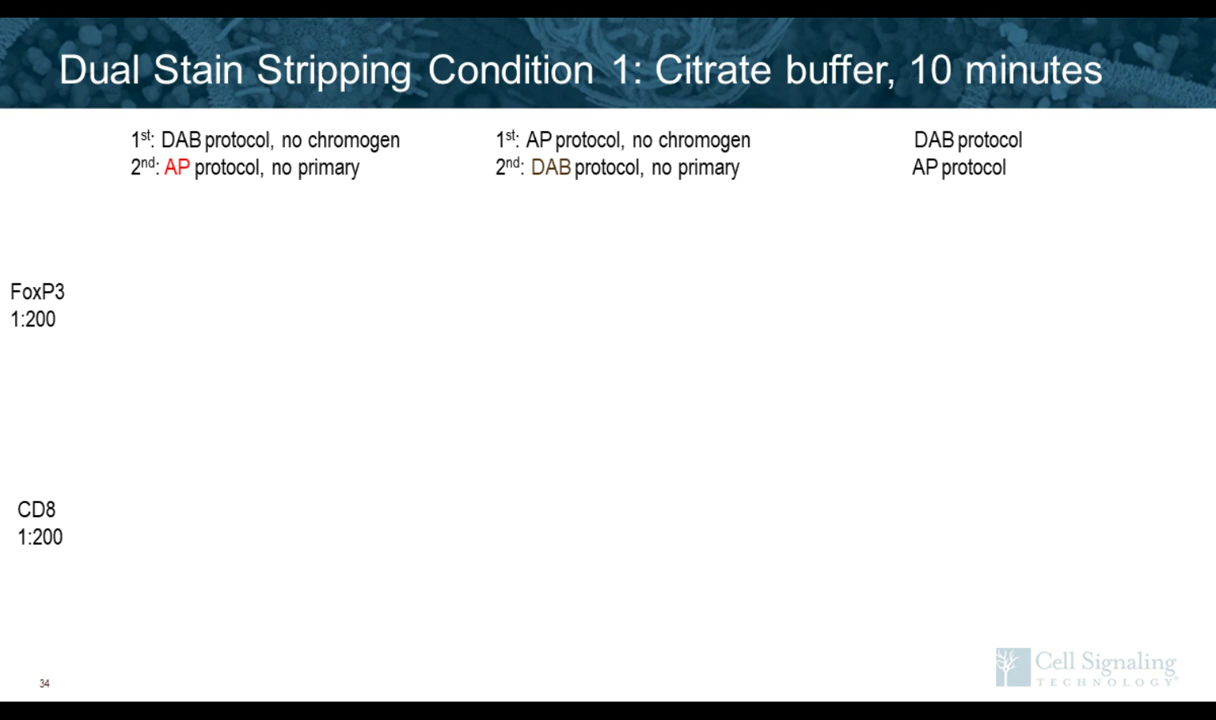 Dual Stain Stripping Condition 1: Citrate buffer, 10 minutes
1st: DAB protocol, no chromogen
2nd: AP protocol, no primary
1st: AP protocol, no chromogen
2nd: DAB protocol, no primary
DAB protocol
AP protocol
FoxP3
1:200
CD8
1:200
34
Cell Signaling
TECHNOLOGY®